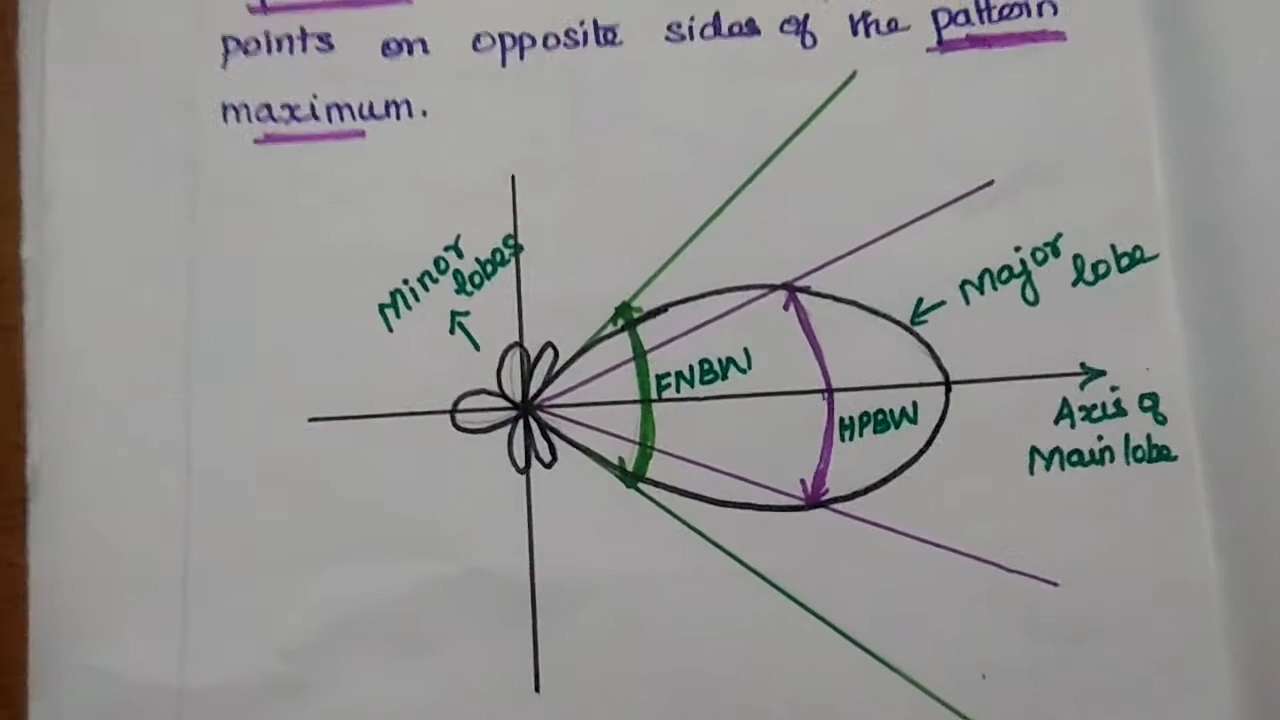 points on opposite sides of the pattern
maximum.
Minor
lobes
Major lobe
FNBW
HPBW
Axis of
Main lobe